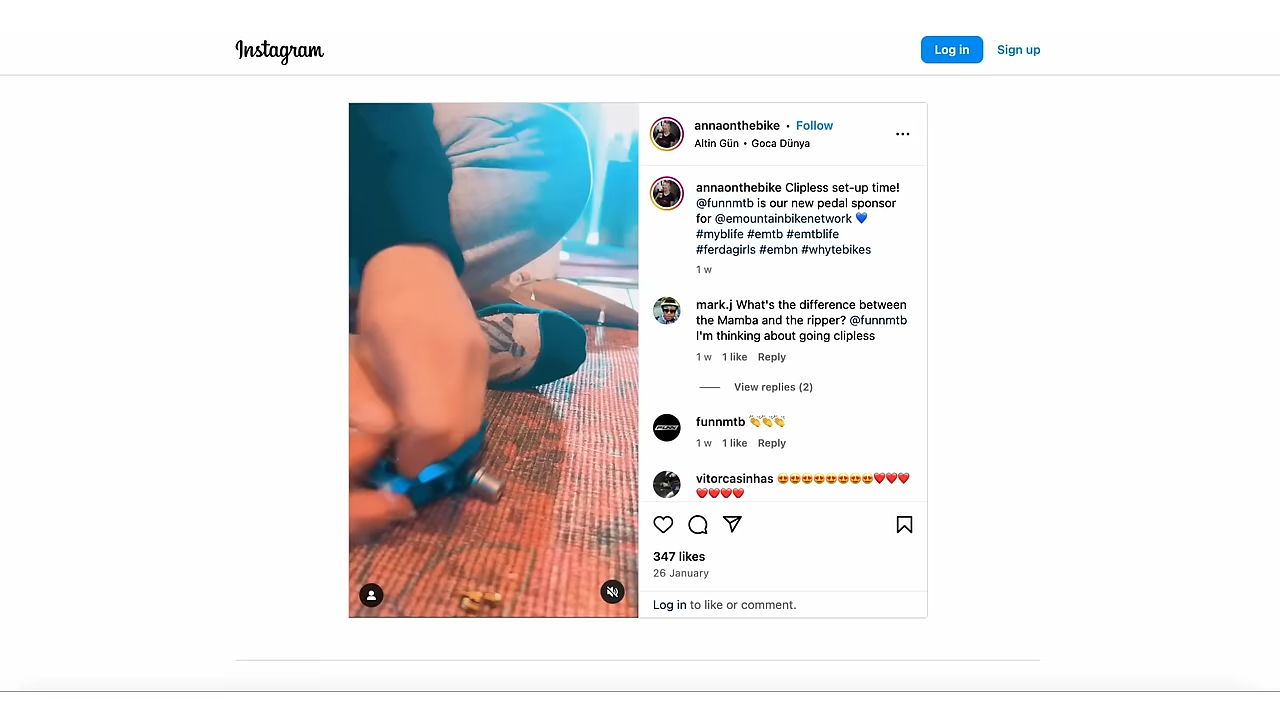 Instagram
Log in
Sign up
annaonthebike • Follow
Altin Gün • Goca Dünya
annaonthebike Clipless set-up time!
@funnmtb is our new pedal sponsor
for @emountainbikenetwork 💙
#myblife #emtb #emtblife
#ferdagirls #embn #whytebikes
1 w
mark.j What's the difference between
the Mamba and the ripper? @funnmtb
I'm thinking about going clipless
1 w 1 like Reply
View replies (2)
funnmtb 👏👏👏
1 w 1 like Reply
vitorcasinhas 😍😍😍😍😍😍😍😍❤️❤️❤️
❤️❤️❤️❤️
347 likes
26 January
Log in to like or comment.